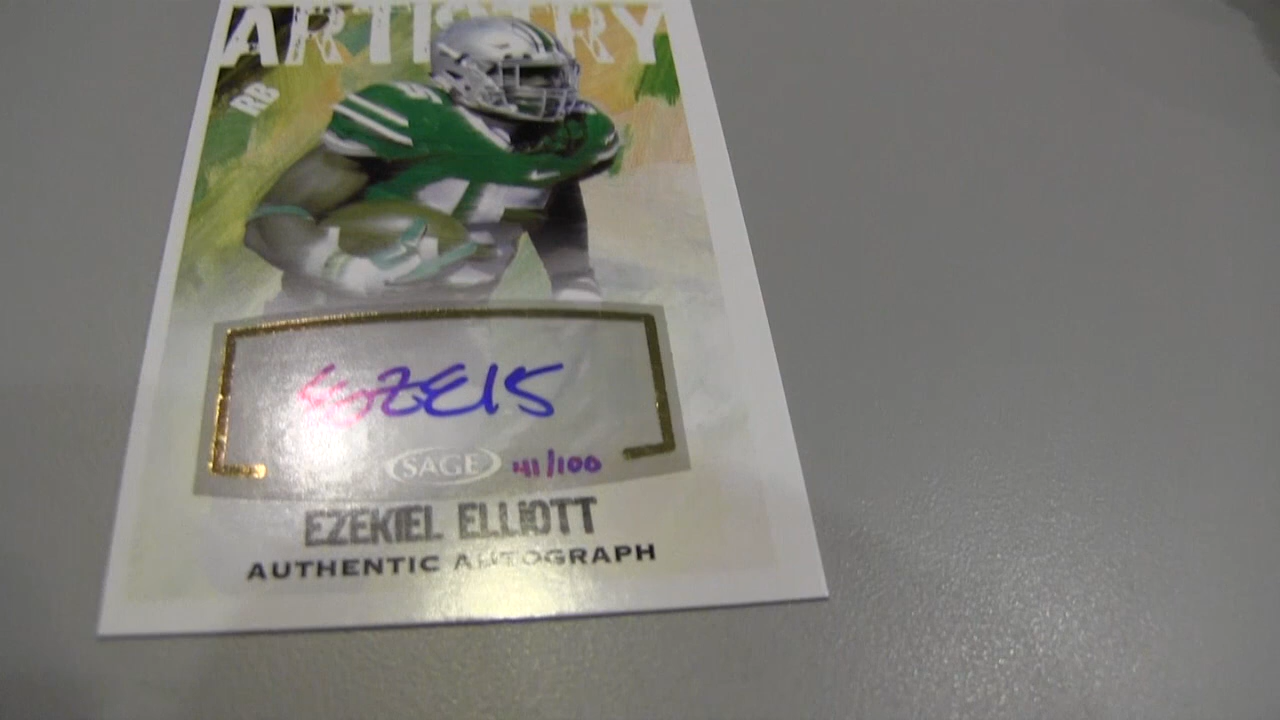 ARTISTRY
RB
SAGE 41/100
EZEKIEL ELLIOTT
AUTHENTIC AUTOGRAPH